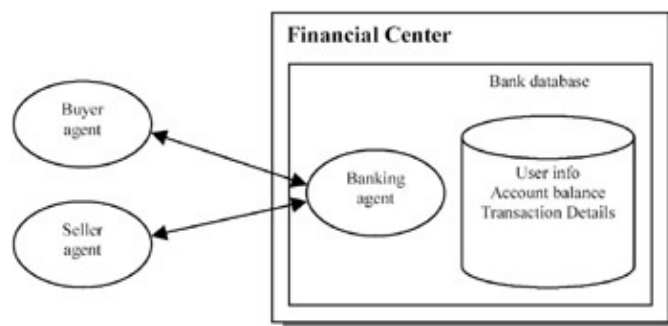 Financial Center
Bank database
Buyer
agent
Banking
agent
User info
Account balance
Transaction Details
Seller
agent